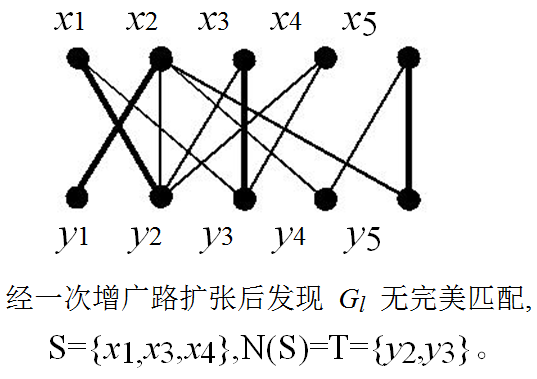 x1 x2 x3 x4 x5
y1 y2 y3 y4 y5
经一次增广路扩张后发现 Gl 无完美匹配,
S={x1,x3,x4},N(S)=T={y2,y3}。